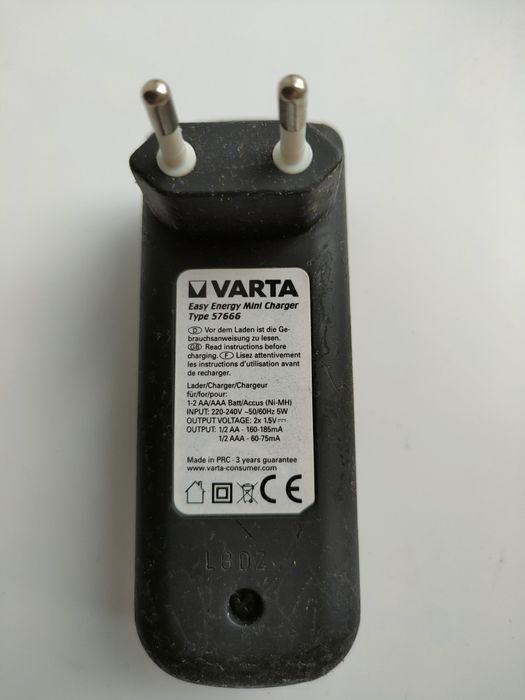 VARTA
Easy Energy Mini Charger
Type 57666
D Vor dem Laden ist die Ge-
brauchsanweisung zu lesen.
GB Read instructions before
charging. F Lisez attentivement
les instructions d'utilisation avant
de recharger.
Lader/Charger/Chargeur
für/for/pour:
1-2 AA/AAA Batt/Accus (Ni-MH)
INPUT: 220-240V ~50/60Hz 5W
OUTPUT VOLTAGE: 2x 1.5V⎓
OUTPUT: 1/2 AA - 160-185mA
1/2 AAA - 60-75mA
Made in PRC - 3 years guarantee
www.varta-consumer.com
CE